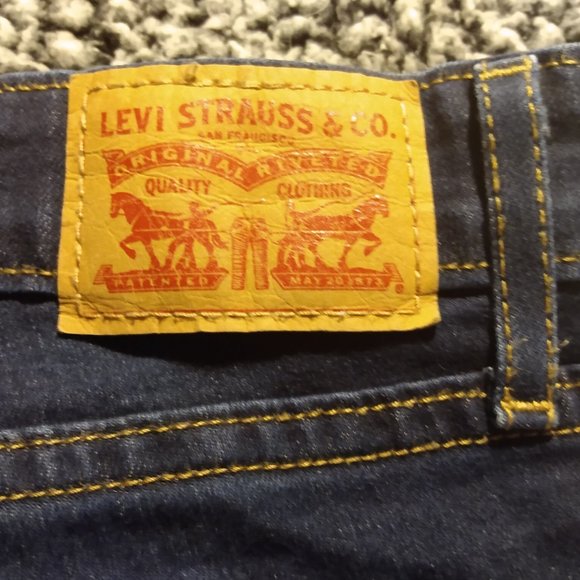 LEVI STRAUSS & CO.
SAN FRANCISCO
ORIGINAL RIVETED
QUALITY CLOTHING
PATENTED MAY 20 1873